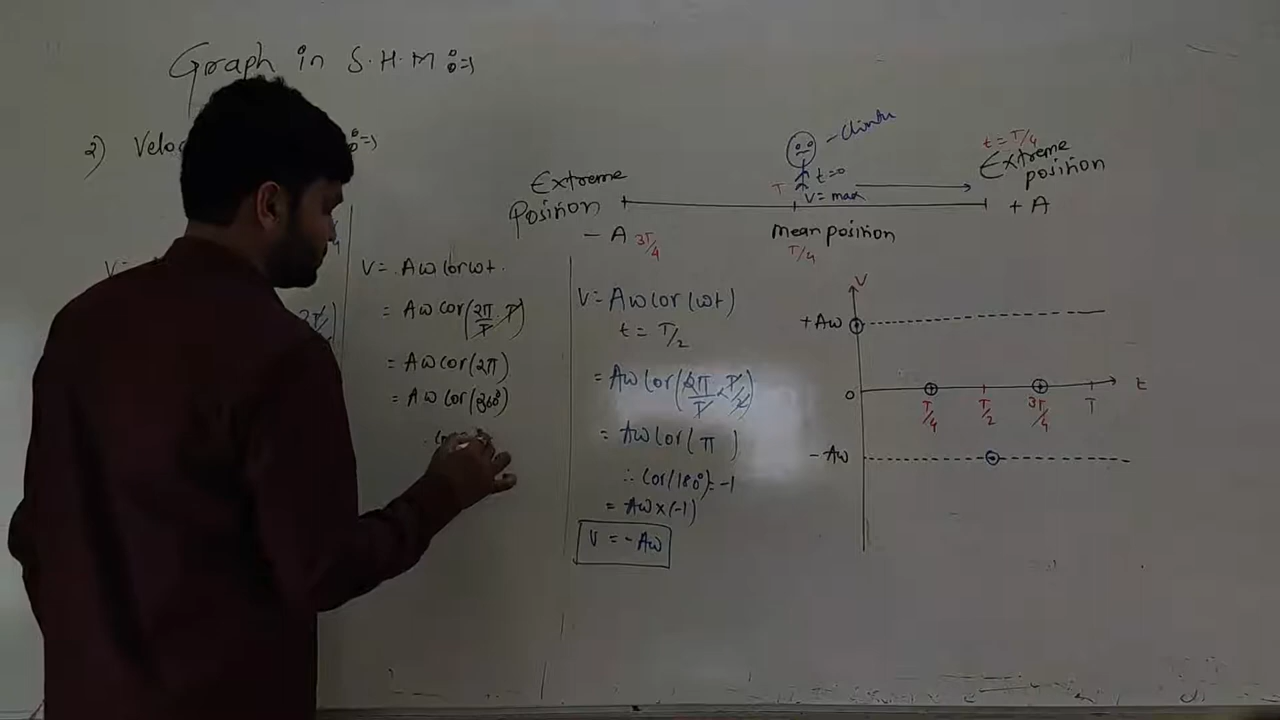 Graph in S.H.M :⇒
2) Velo
V=
V = Aω cos ωt.
= Aω cos(2π/T · T)
= Aω cos(2π)
= Aω cos(360°)
V = Aω cos(ωt)
t = T/2
= Aω cos(2π/T × T/2)
= Aω cos(π)
∴ cos(180°) = -1
= Aω × (-1)
V = - Aω
t=0
V = max
T
t = T/4
Extreme
position
+ A
Extreme
Position
- A 3T/4
mean position
T/4
V
+Aω
0
T/4 T/2 3T/4 T
t
- Aω